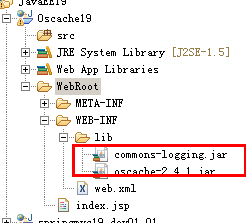 JavaEE19
Oscache19
src
JRE System Library [J2SE-1.5]
Web App Libraries
WebRoot
META-INF
WEB-INF
lib
commons-logging.jar
oscache-2.4.1.jar
web.xml
index.jsp
springmvc19_dev01_01